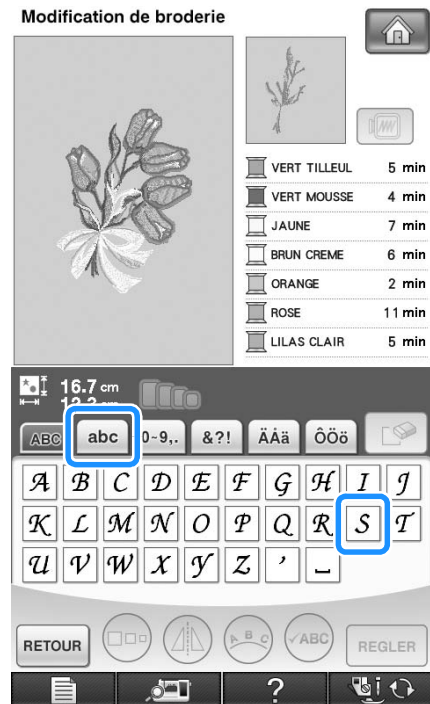 Modification de broderie
VERT TILLEUL 5 min
VERT MOUSSE 4 min
JAUNE 7 min
BRUN CREME 6 min
ORANGE 2 min
ROSE 11 min
LILAS CLAIR 5 min
16.7 cm
ABC abc 0~9,. &?! ÄÅä ÔÖö
A B C D E F G H I J
K L M N O P Q R S T
U V W X Y Z ’ ⎵
A B C ✓ABC
RETOUR REGLER
?